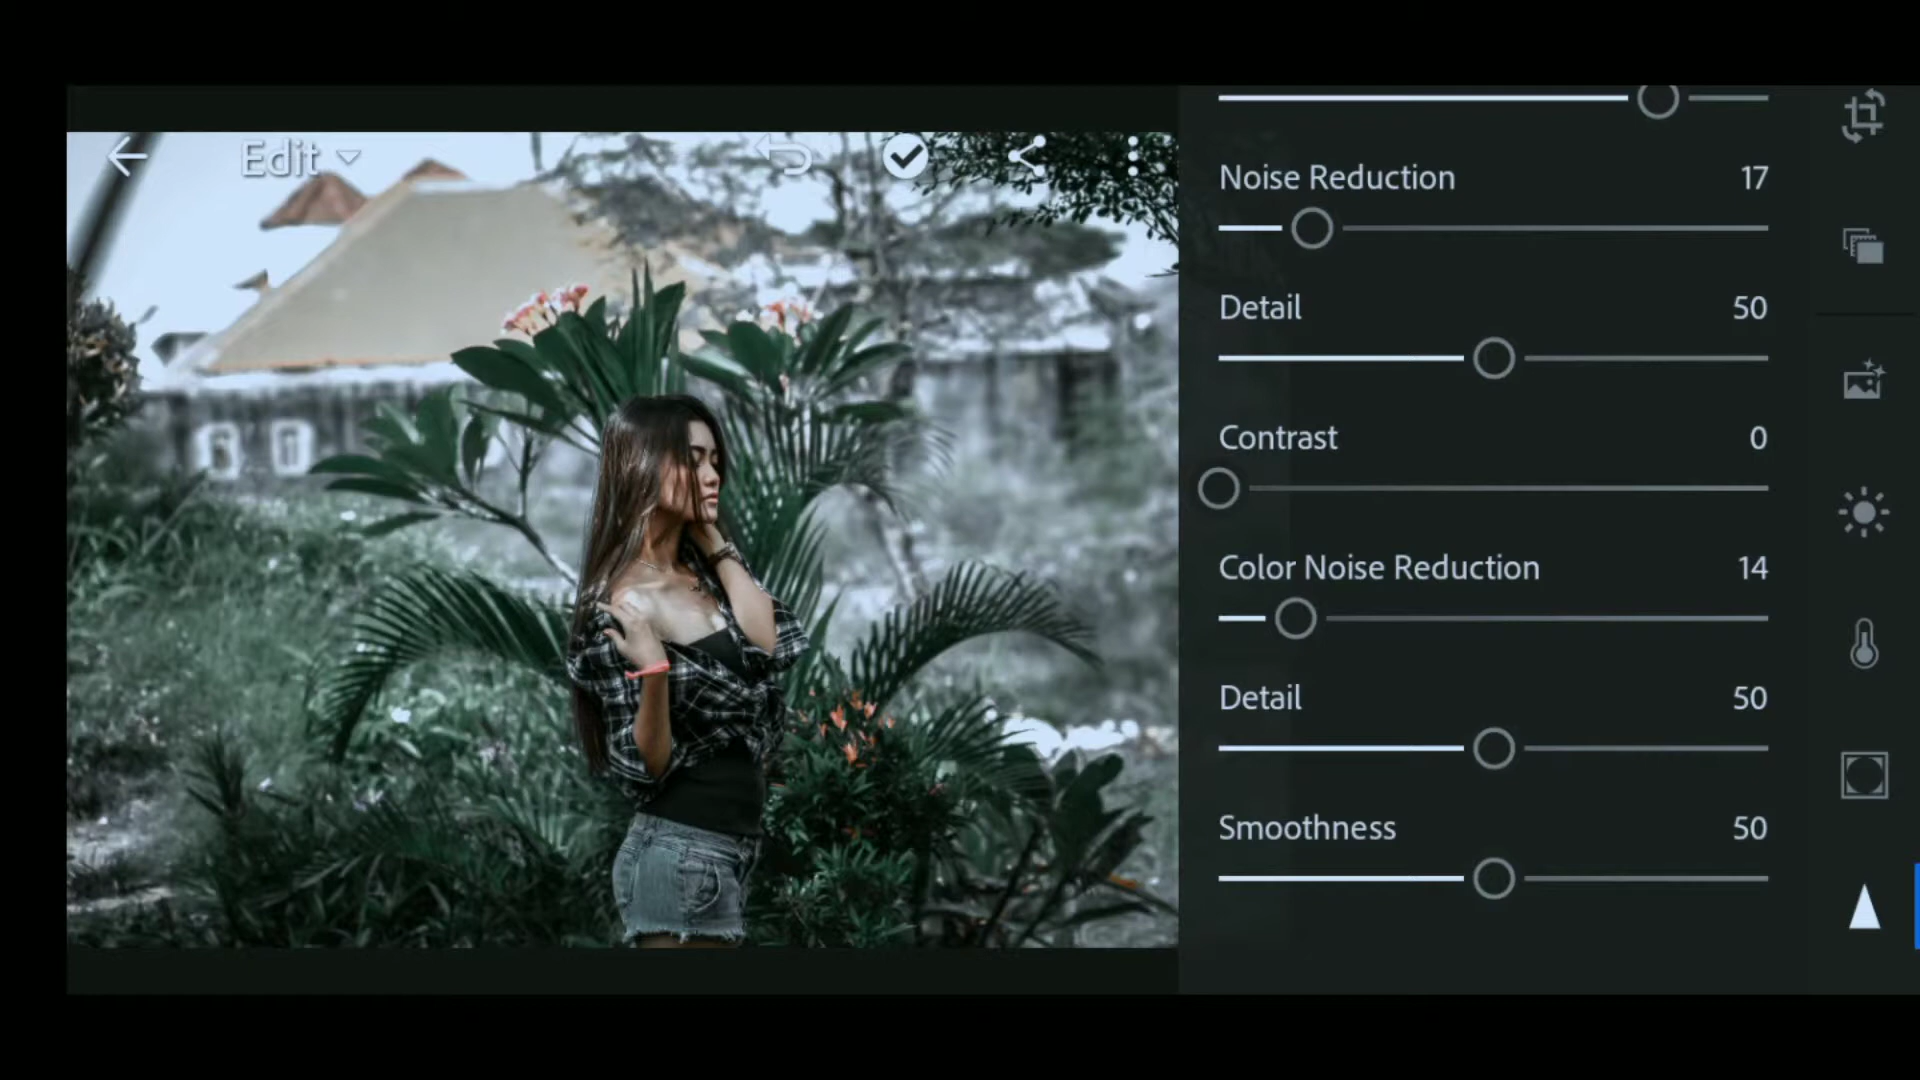 Edit
Noise Reduction 17
Detail 50
Contrast 0
Color Noise Reduction 14
Detail 50
Smoothness 50